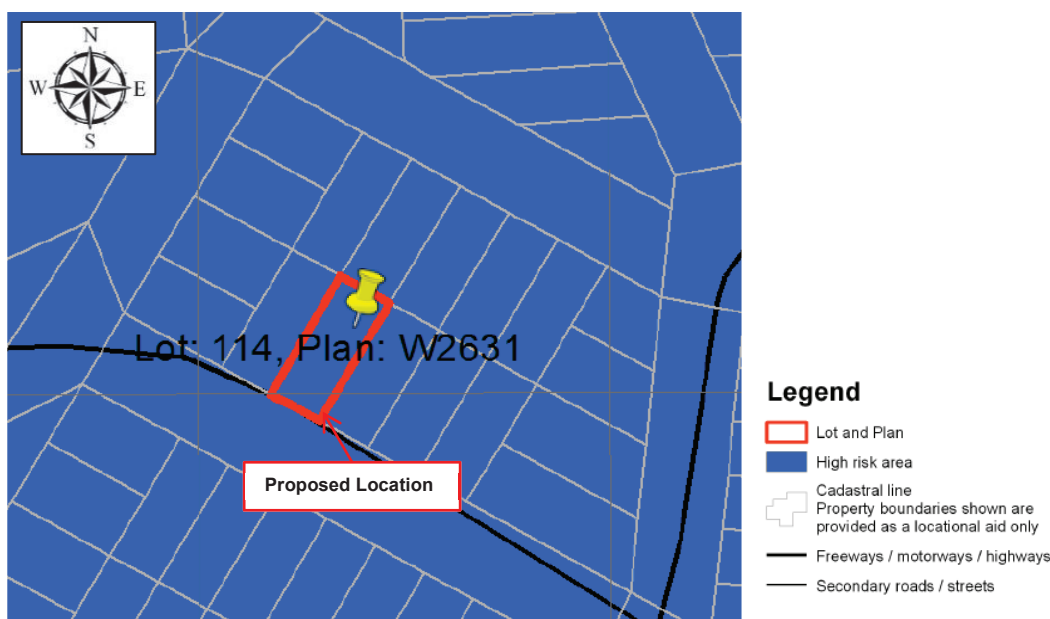 N
W E
S
Lot: 114, Plan: W2631
Proposed Location
Legend
Lot and Plan
High risk area
Cadastral line
Property boundaries shown are
provided as a locational aid only
Freeways / motorways / highways
Secondary roads / streets